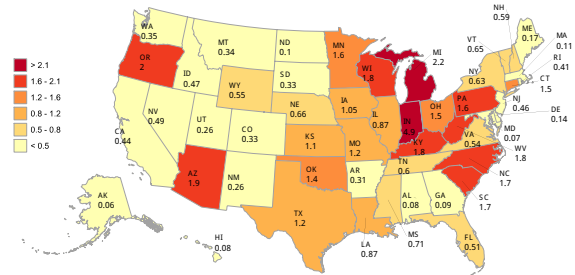 > 2.1
1.6 - 2.1
1.2 - 1.6
0.8 - 1.2
0.5 - 0.8
< 0.5
WA
0.35
OR
2
CA
0.44
NV
0.49
ID
0.47
MT
0.34
WY
0.55
UT
0.26
AZ
1.9
CO
0.33
NM
0.26
ND
0.1
SD
0.33
NE
0.66
KS
1.1
OK
1.4
TX
1.2
MN
1.6
IA
1.05
MO
1.2
AR
0.31
LA
0.87
WI
1.8
IL
0.87
MS
0.71
MI
2.2
IN
4.9
KY
1.8
TN
0.6
AL
0.08
OH
1.5
GA
0.09
FL
0.51
SC
1.7
NC
1.7
VA
0.54
WV
1.8
MD
0.07
DE
0.14
PA
1.6
NJ
0.46
NY
0.63
CT
1.5
RI
0.41
MA
0.11
VT
0.65
NH
0.59
ME
0.17
AK
0.06
HI
0.08